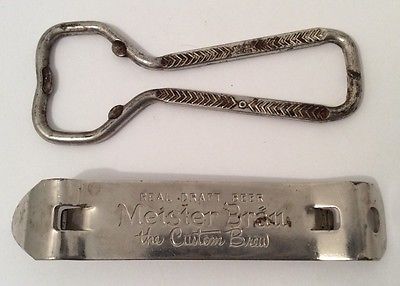 REAL DRAFT BEER
Meister Bräu
the Custom Brew